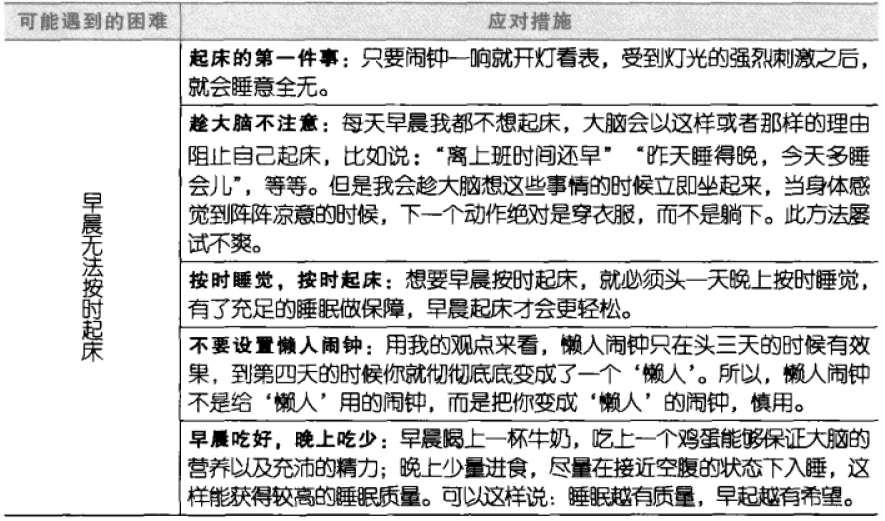 可能遇到的困难
应对措施
早晨无法按时起床
起床的第一件事：只要闹钟一响就开灯看表，受到灯光的强烈刺激之后，
就会睡意全无。
趁大脑不注意：每天早晨我都不想起床，大脑会以这样或者那样的理由
阻止自己起床，比如说：“离上班时间还早”“昨天睡得晚，今天多睡
会儿”，等等。但是我会趁大脑想这些事情的时候立即坐起来，当身体感
觉到阵阵凉意的时候，下一个动作绝对是穿衣服，而不是躺下。此方法屡
试不爽。
按时睡觉，按时起床：想要早晨按时起床，就必须头一天晚上按时睡觉，
有了充足的睡眠做保障，早晨起床才会更轻松。
不要设置懒人闹钟：用我的观点来看，懒人闹钟只在头三天的时候有效
果，到第四天的时候你就彻彻底底变成了一个‘懒人’。所以，懒人闹钟
不是给‘懒人’用的闹钟，而是把你变成‘懒人’的闹钟，慎用。
早晨吃好，晚上吃少：早晨喝上一杯牛奶，吃上一个鸡蛋能够保证大脑的
营养以及充沛的精力；晚上少量进食，尽量在接近空腹的状态下入睡，这
样能获得较高的睡眠质量。可以这样说：睡眠越有质量，早起越有希望。